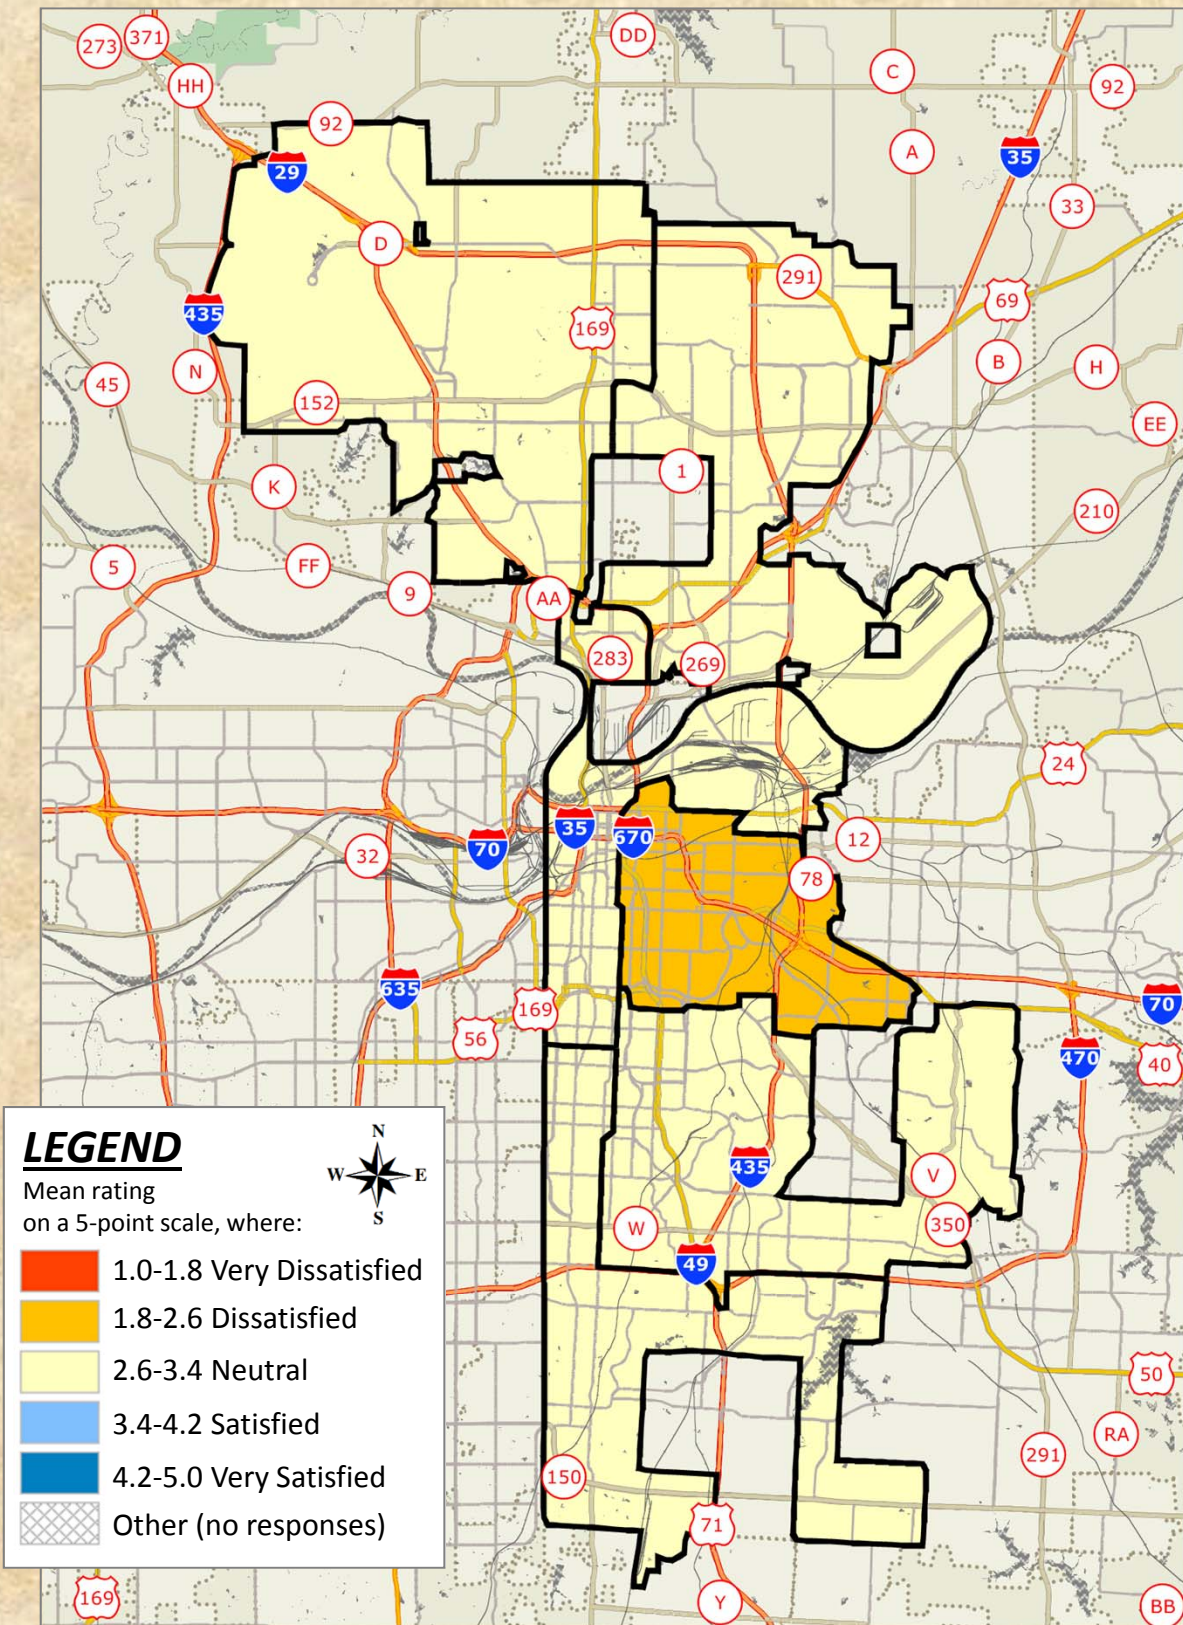 DD
371
273
C
HH
92
92
A
35
29
33
D
291
69
435
169
B
H
N
45
152
EE
1
K
210
5
FF
9
AA
283
269
24
35
670
12
70
32
78
635
70
169
56
470
40
435
V
350
W
49
50
RA
291
150
71
169
Y
BB
LEGEND
N
W E
S
Mean rating
on a 5-point scale, where:
1.0-1.8 Very Dissatisfied
1.8-2.6 Dissatisfied
2.6-3.4 Neutral
3.4-4.2 Satisfied
4.2-5.0 Very Satisfied
Other (no responses)